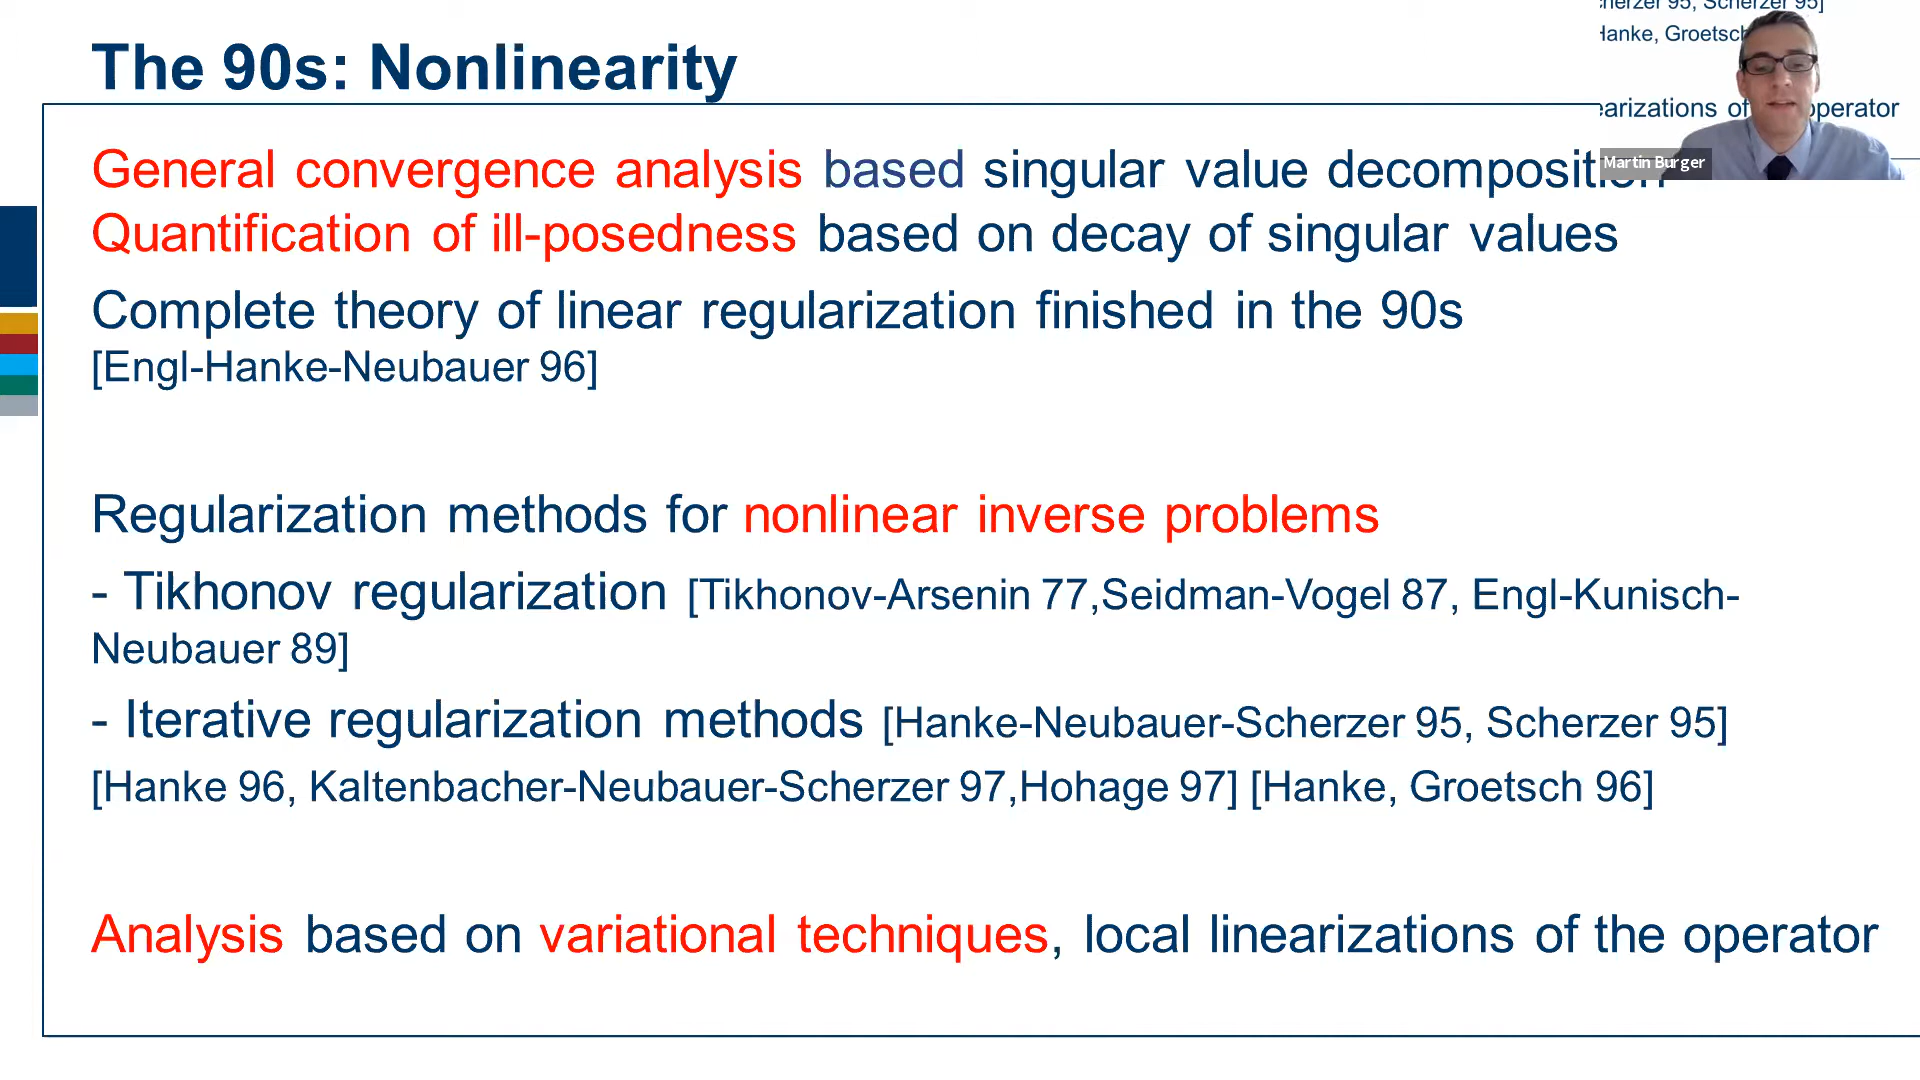 The 90s: Nonlinearity
cherzer 95, Scherzer 95]
Hanke, Groetsch
earizations of operator
Martin Burger
General convergence analysis based singular value decomposition
Quantification of ill-posedness based on decay of singular values
Complete theory of linear regularization finished in the 90s
[Engl-Hanke-Neubauer 96]
Regularization methods for nonlinear inverse problems
- Tikhonov regularization [Tikhonov-Arsenin 77,Seidman-Vogel 87, Engl-Kunisch-
Neubauer 89]
- Iterative regularization methods [Hanke-Neubauer-Scherzer 95, Scherzer 95]
[Hanke 96, Kaltenbacher-Neubauer-Scherzer 97,Hohage 97] [Hanke, Groetsch 96]
Analysis based on variational techniques, local linearizations of the operator